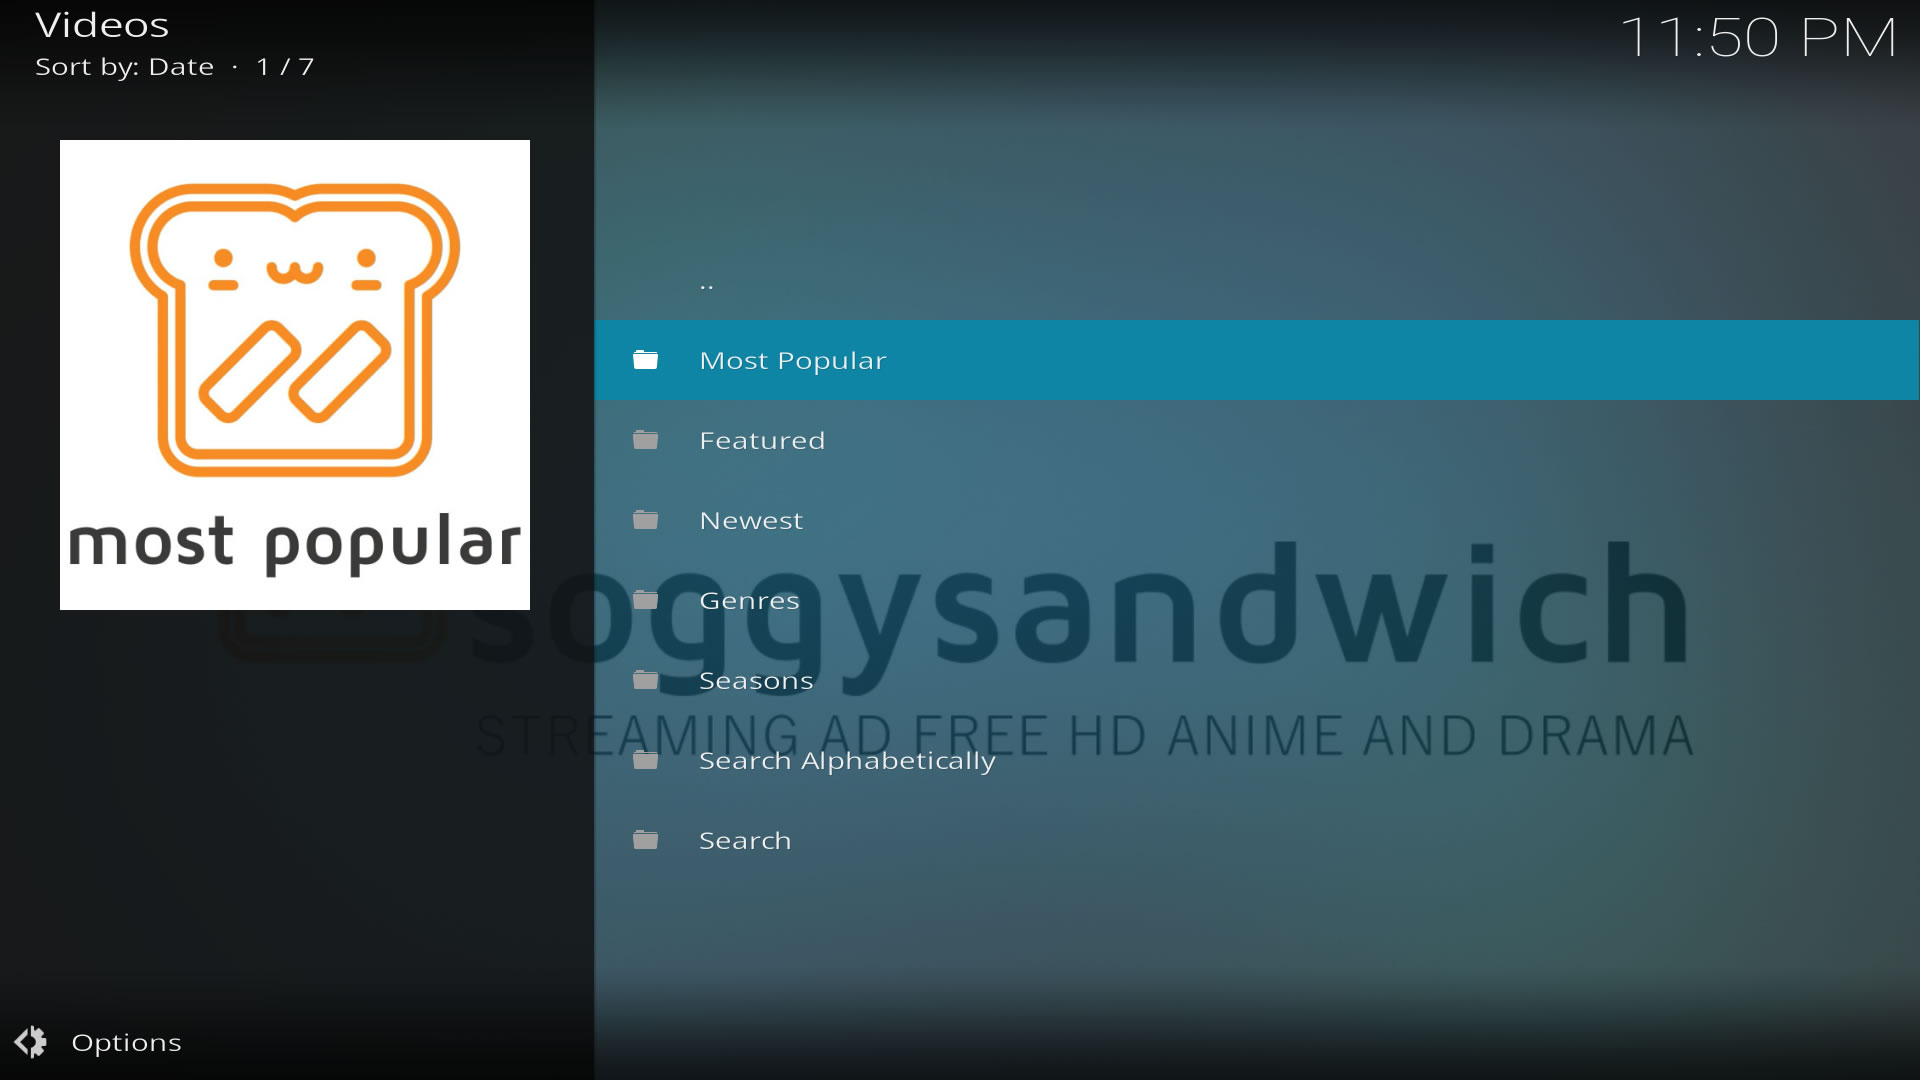 Videos
Sort by: Date · 1 / 7
11:50 PM
most popular
..
Most Popular
Featured
Newest
Genres
Seasons
Search Alphabetically
Search
soggysandwich
STREAMING AD FREE HD ANIME AND DRAMA
Options